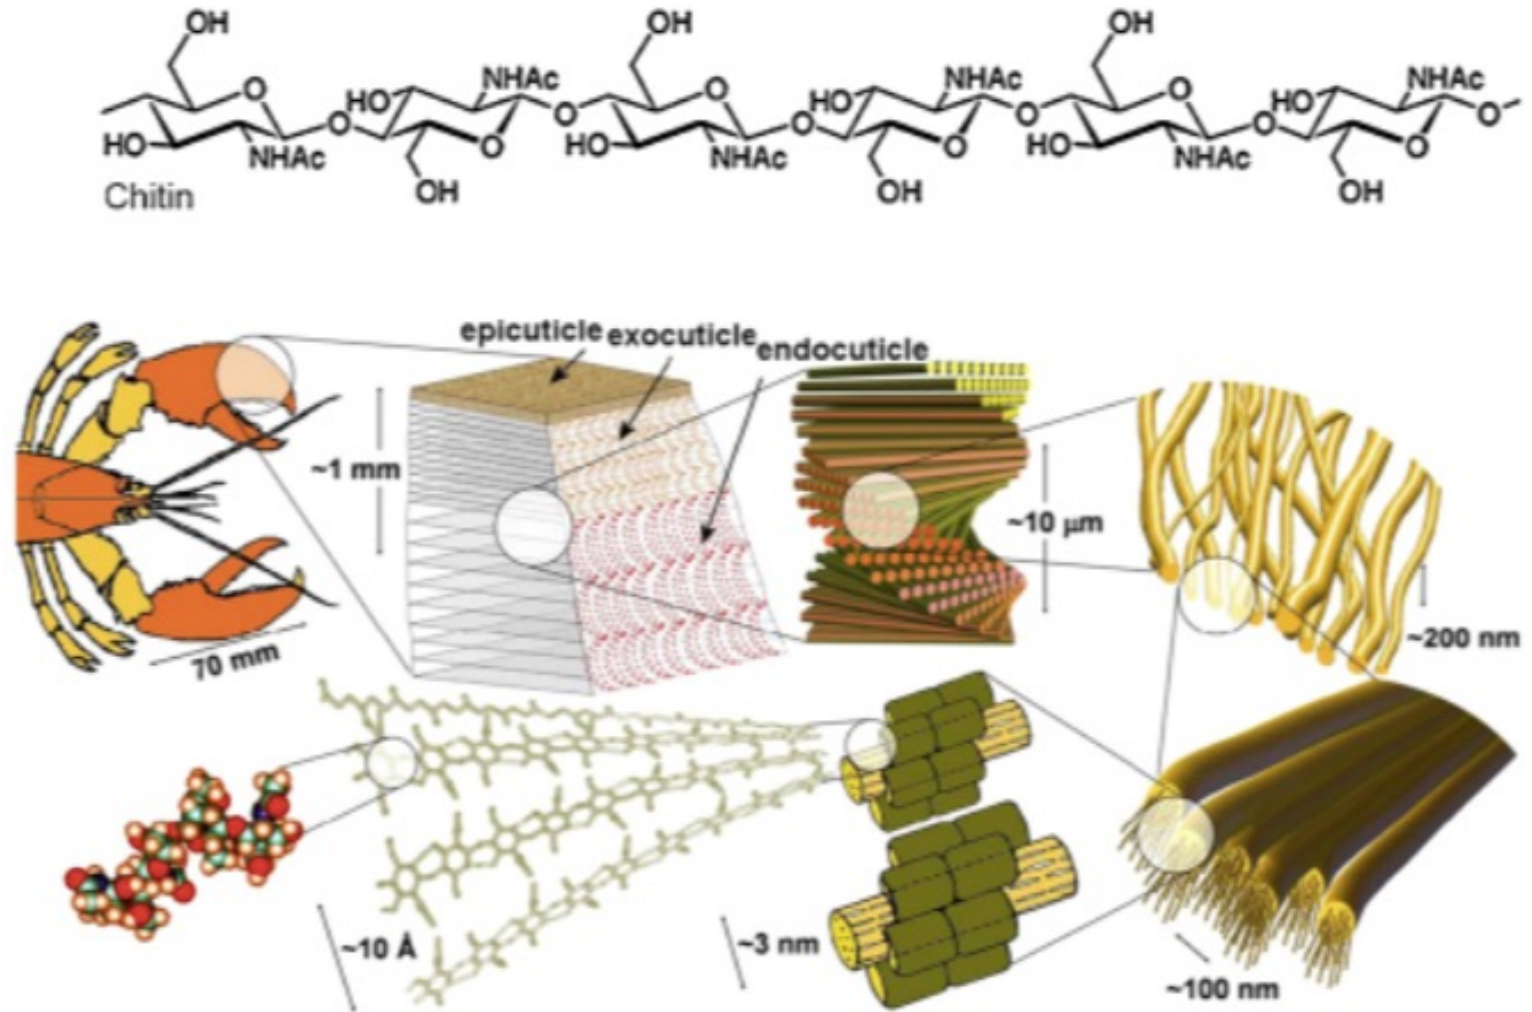 OH OH OH
NHAc NHAc NHAc
O HO O O O HO O O O HO O
HO NHAc O HO NHAc O HO NHAc O
OH OH OH
Chitin
epicuticle exocuticle endocuticle
~1 mm
~10 μm
~200 nm
70 mm
~10 Å
~3 nm
~100 nm